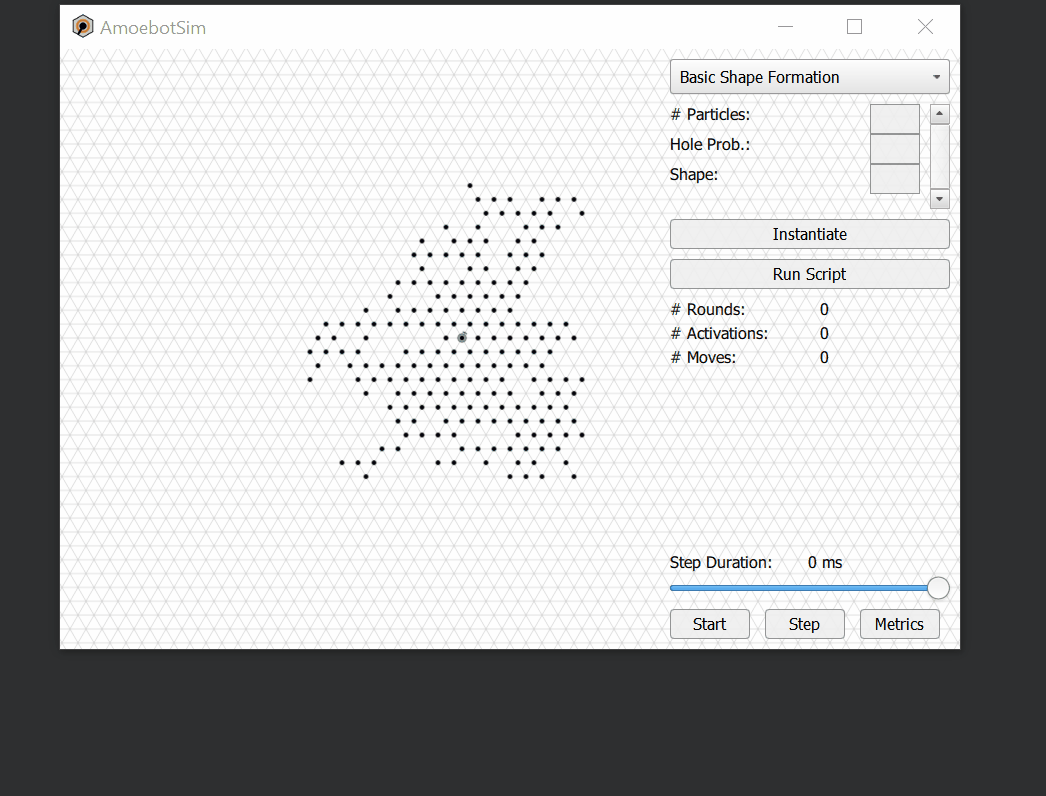 AmoebotSim
Basic Shape Formation
# Particles:
Hole Prob.:
Shape:
Instantiate
Run Script
# Rounds: 0
# Activations: 0
# Moves: 0
Step Duration: 0 ms
Start Step Metrics